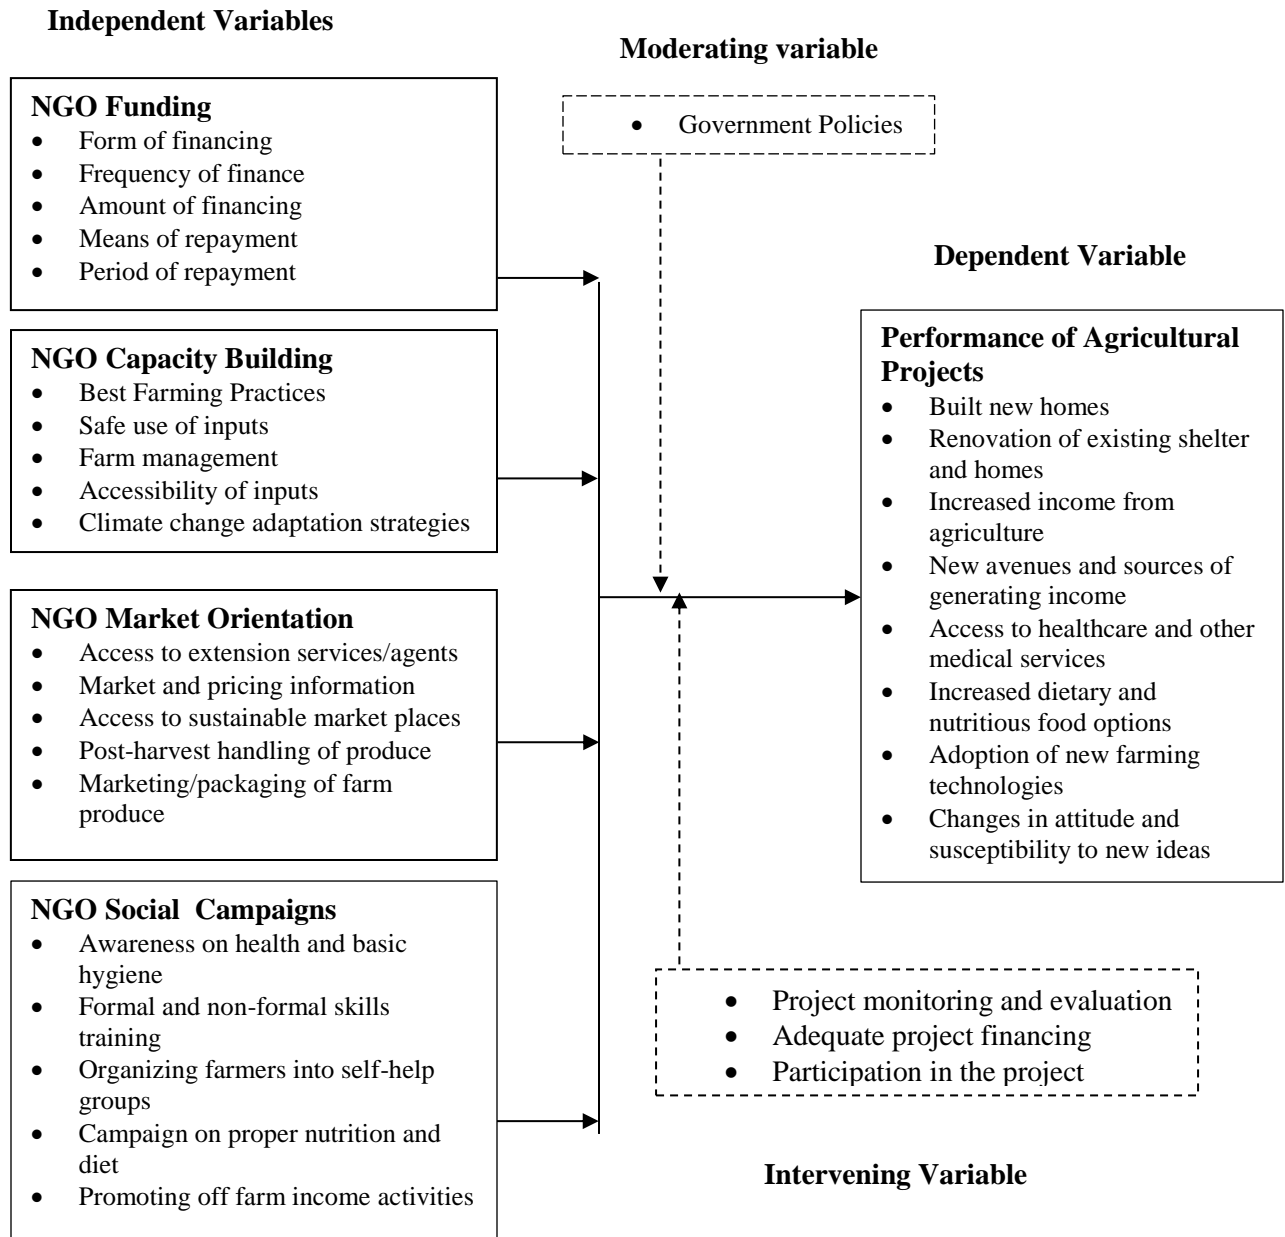 Independent Variables
Moderating variable
NGO Funding
• Form of financing
• Frequency of finance
• Amount of financing
• Means of repayment
• Period of repayment
• Government Policies
NGO Capacity Building
• Best Farming Practices
• Safe use of inputs
• Farm management
• Accessibility of inputs
• Climate change adaptation strategies
NGO Market Orientation
• Access to extension services/agents
• Market and pricing information
• Access to sustainable market places
• Post-harvest handling of produce
• Marketing/packaging of farm
produce
NGO Social  Campaigns
• Awareness on health and basic
hygiene
• Formal and non-formal skills
training
• Organizing farmers into self-help
groups
• Campaign on proper nutrition and
diet
• Promoting off farm income activities
Dependent Variable
Performance of Agricultural
Projects
• Built new homes
• Renovation of existing shelter
and homes
• Increased income from
agriculture
• New avenues and sources of
generating income
• Access to healthcare and other
medical services
• Increased dietary and
nutritious food options
• Adoption of new farming
technologies
• Changes in attitude and
susceptibility to new ideas
• Project monitoring and evaluation
• Adequate project financing
• Participation in the project
Intervening Variable